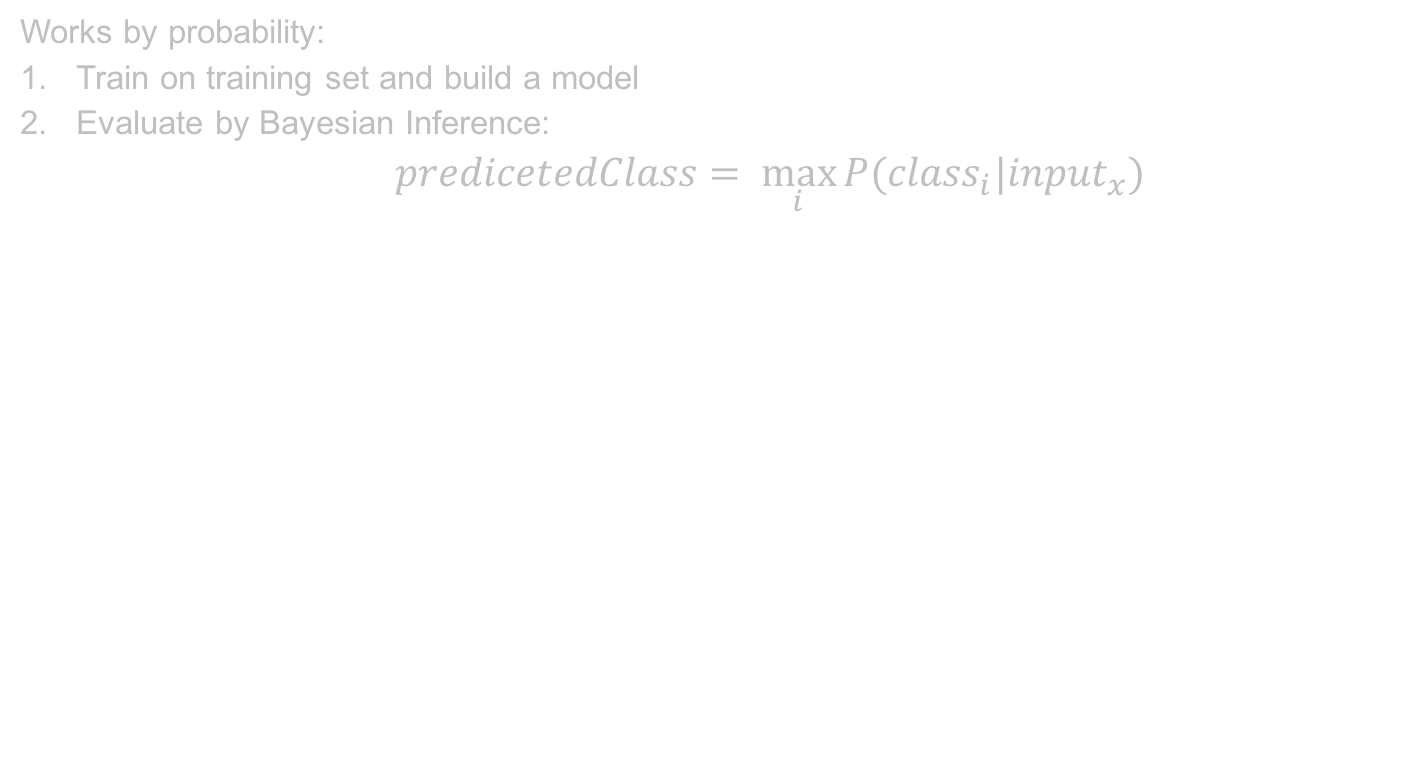 Works by probability:
1. Train on training set and build a model
2. Evaluate by Bayesian Inference:
predicetedClass = max P(class_i|input_x)
i